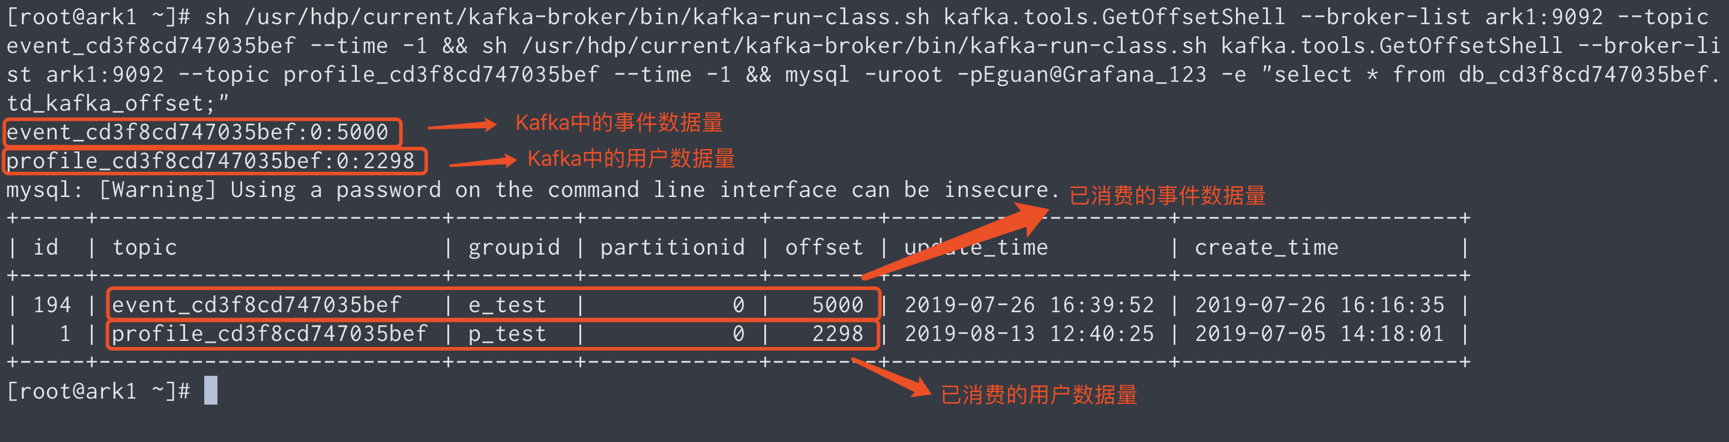 [root@ark1 ~]# sh /usr/hdp/current/kafka-broker/bin/kafka-run-class.sh kafka.tools.GetOffsetShell --broker-list ark1:9092 --topic
event_cd3f8cd747035bef --time -1 && sh /usr/hdp/current/kafka-broker/bin/kafka-run-class.sh kafka.tools.GetOffsetShell --broker-li
st ark1:9092 --topic profile_cd3f8cd747035bef --time -1 && mysql -uroot -pEguan@Grafana_123 -e "select * from db_cd3f8cd747035bef.
td_kafka_offset;"
event_cd3f8cd747035bef:0:5000 Kafka中的事件数据量
profile_cd3f8cd747035bef:0:2298 Kafka中的用户数据量
mysql: [Warning] Using a password on the command line interface can be insecure. 已消费的事件数据量
+-----+--------------------------+---------+-------------+--------+---------------------+---------------------+
| id | topic | groupid | partitionid | offset | update_time | create_time |
+-----+--------------------------+---------+-------------+--------+---------------------+---------------------+
| 194 | event_cd3f8cd747035bef | e_test | 0 | 5000 | 2019-07-26 16:39:52 | 2019-07-26 16:16:35 |
| 1 | profile_cd3f8cd747035bef | p_test | 0 | 2298 | 2019-08-13 12:40:25 | 2019-07-05 14:18:01 |
+-----+--------------------------+---------+-------------+--------+---------------------+---------------------+
[root@ark1 ~]# 已消费的用户数据量